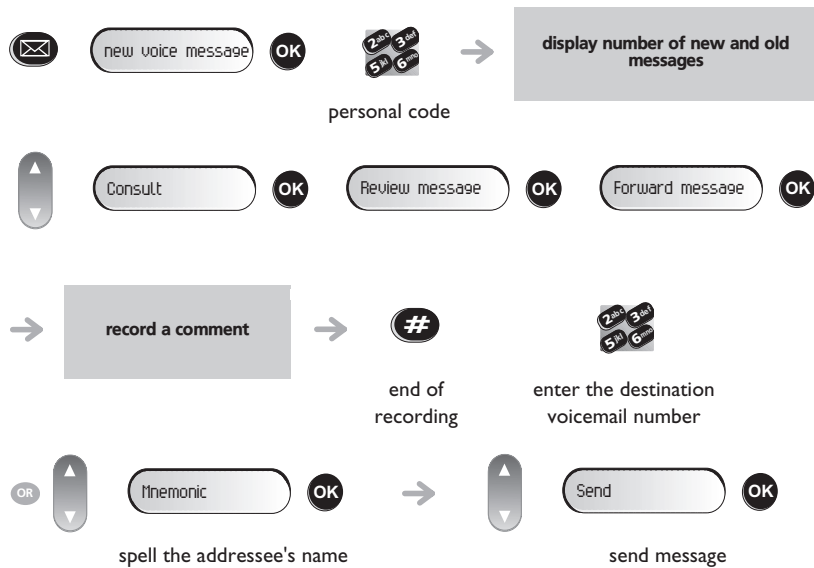 new voice message OK 2abc 3def 5jkl 6mno display number of new and old
messages
personal code
Consult OK Review message OK Forward message OK
record a comment #
end of enter the destination
recording voicemail number
2abc 3def 5jkl 6mno
OR Mnemonic OK Send OK
spell the addressee's name send message